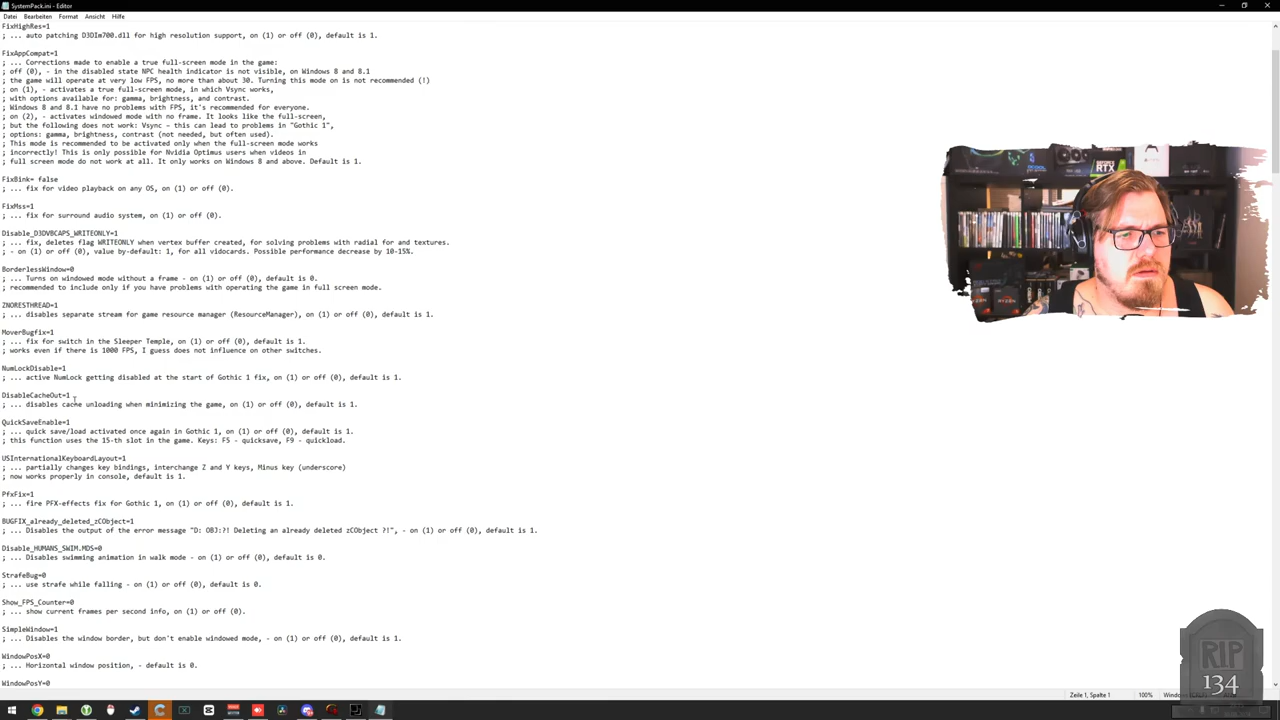 SystemPack.ini - Editor
Datei Bearbeiten Format Ansicht Hilfe
FixHighRes=1
; ... auto patching D3DIm700.dll for high resolution support, on (1) or off (0), default is 1.
FixAppCompat=1
; ... Corrections made to enable a true full-screen mode in the game:
; off (0), - in the disabled state NPC health indicator is not visible, on Windows 8 and 8.1
; the game will operate at very low FPS, no more than about 30. Turning this mode on is not recommended (!)
; on (1), - activates a true full-screen mode, in which Vsync works,
; with options available for: gamma, brightness, and contrast.
; Windows 8 and 8.1 have no problems with FPS, it's recommended for everyone.
; on (2), - activates windowed mode with no frame. It looks like the full-screen,
; but the following does not work: Vsync – this can lead to problems in "Gothic 1",
; options: gamma, brightness, contrast (not needed, but often used).
; This mode is recommended to be activated only when the full-screen mode works
; incorrectly! This is only possible for Nvidia Optimus users when videos in
; full screen mode do not work at all. It only works on Windows 8 and above. Default is 1.
FixBink= false
; ... fix for video playback on any OS, on (1) or off (0).
FixMss=1
; ... fix for surround audio system, on (1) or off (0).
Disable_D3DVBCAPS_WRITEONLY=1
; ... fix, deletes flag WRITEONLY when vertex buffer created, for solving problems with radial for and textures.
; - on (1) or off (0), value by-default: 1, for all vidocards. Possible performance decrease by 10-15%.
BorderlessWindow=0
; ... Turns on windowed mode without a frame - on (1) or off (0), default is 0.
; recommended to include only if you have problems with operating the game in full screen mode.
ZNORESTHREAD=1
; ... disables separate stream for game resource manager (ResourceManager), on (1) or off (0), default is 1.
MoverBugfix=1
; ... fix for switch in the Sleeper Temple, on (1) or off (0), default is 1.
; works even if there is 1000 FPS, I guess does not influence on other switches.
NumLockDisable=1
; ... active NumLock getting disabled at the start of Gothic 1 fix, on (1) or off (0), default is 1.
DisableCacheOut=1
; ... disables cache unloading when minimizing the game, on (1) or off (0), default is 1.
QuickSaveEnable=1
; ... quick save/load activated once again in Gothic 1, on (1) or off (0), default is 1.
; this function uses the 15-th slot in the game. Keys: F5 - quicksave, F9 - quickload.
USInternationalKeyboardLayout=1
; ... partially changes key bindings, interchange Z and Y keys, Minus key (underscore)
; now works properly in console, default is 1.
PfxFix=1
; ... fire PFX-effects fix for Gothic 1, on (1) or off (0), default is 1.
BUGFIX_already_deleted_zCObject=1
; ... Disables the output of the error message "D: OBJ:?! Deleting an already deleted zCObject ?!", - on (1) or off (0), default is 1.
Disable_HUMANS_SWIM.MDS=0
; ... Disables swimming animation in walk mode - on (1) or off (0), default is 0.
StrafeBug=0
; ... use strafe while falling - on (1) or off (0), default is 0.
Show_FPS_Counter=0
; ... show current frames per second info, on (1) or off (0).
SimpleWindow=1
; ... Disables the window border, but don't enable windowed mode, - on (1) or off (0), default is 1.
WindowPosX=0
; ... Horizontal window position, - default is 0.
WindowPosY=0
Zeile 1, Spalte 1
100%
RTX
RIP
134